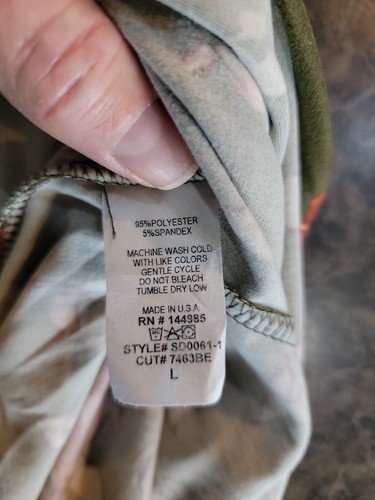 95%POLYESTER
5%SPANDEX
MACHINE WASH COLD
WITH LIKE COLORS
GENTLE CYCLE
DO NOT BLEACH
TUMBLE DRY LOW
MADE IN U.S.A.
RN # 144985
STYLE# SD0061-1
CUT# 7463BE
L